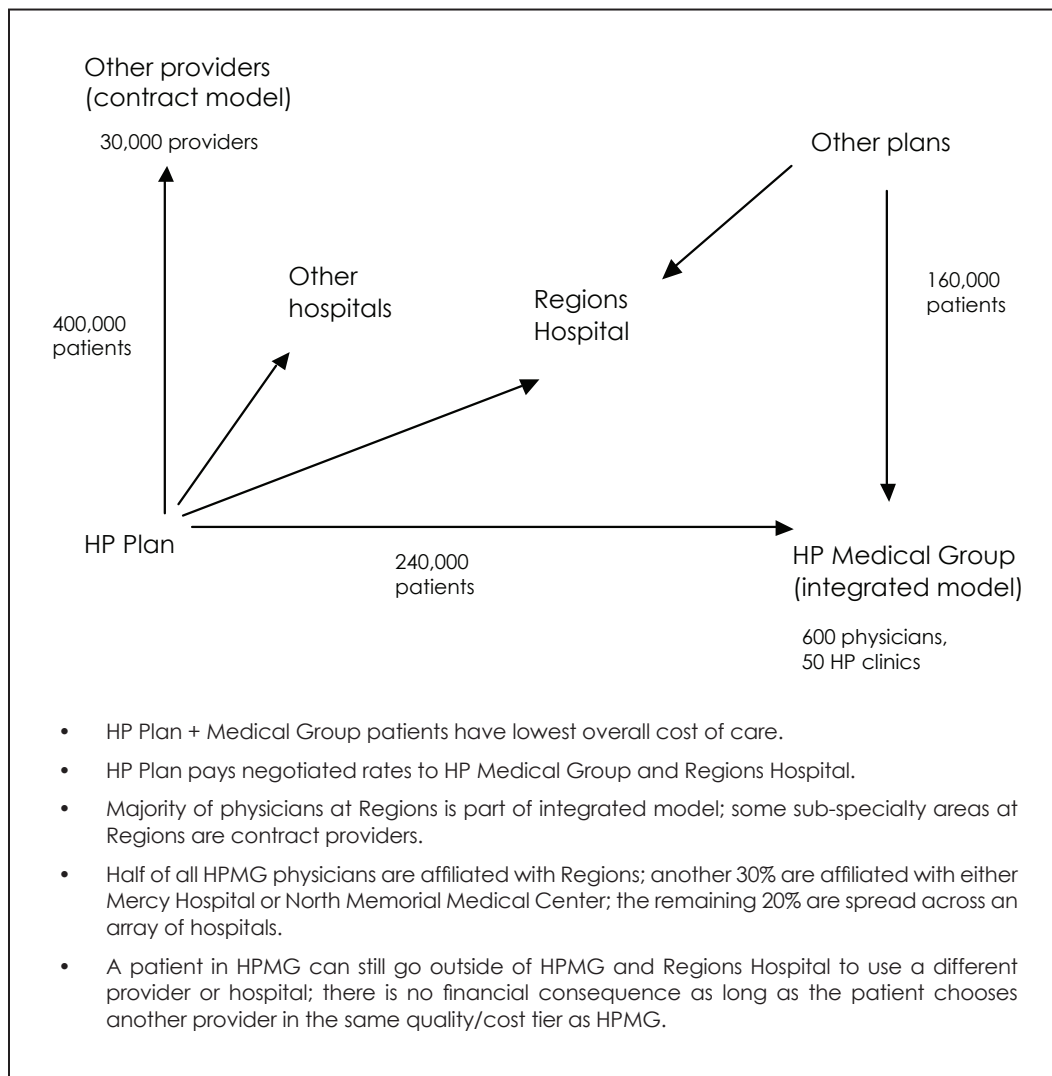 Other providers
(contract model)
30,000 providers
Other plans
Other
hospitals
Regions
Hospital
160,000
patients
400,000
patients
HP Plan
240,000
patients
HP Medical Group
(integrated model)
600 physicians,
50 HP clinics
• HP Plan + Medical Group patients have lowest overall cost of care.
• HP Plan pays negotiated rates to HP Medical Group and Regions Hospital.
• Majority of physicians at Regions is part of integrated model; some sub-specialty areas at
Regions are contract providers.
• Half of all HPMG physicians are affiliated with Regions; another 30% are affiliated with either
Mercy Hospital or North Memorial Medical Center; the remaining 20% are spread across an
array of hospitals.
• A patient in HPMG can still go outside of HPMG and Regions Hospital to use a different
provider or hospital; there is no financial consequence as long as the patient chooses
another provider in the same quality/cost tier as HPMG.